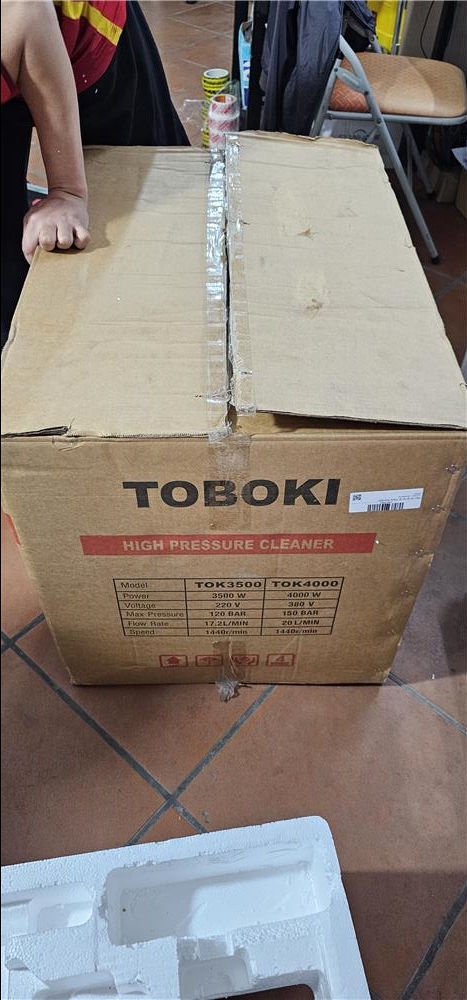 TOBOKI
HIGH PRESSURE CLEANER
Model TOK3500 TOK4000
Power 3500 W 4000 W
Voltage 220 V 380 V
Max Pressure 120 BAR 150 BAR
Flow Rate 17.2L/MIN 20 L/MIN
Speed 1440r/min 1440r/min
4